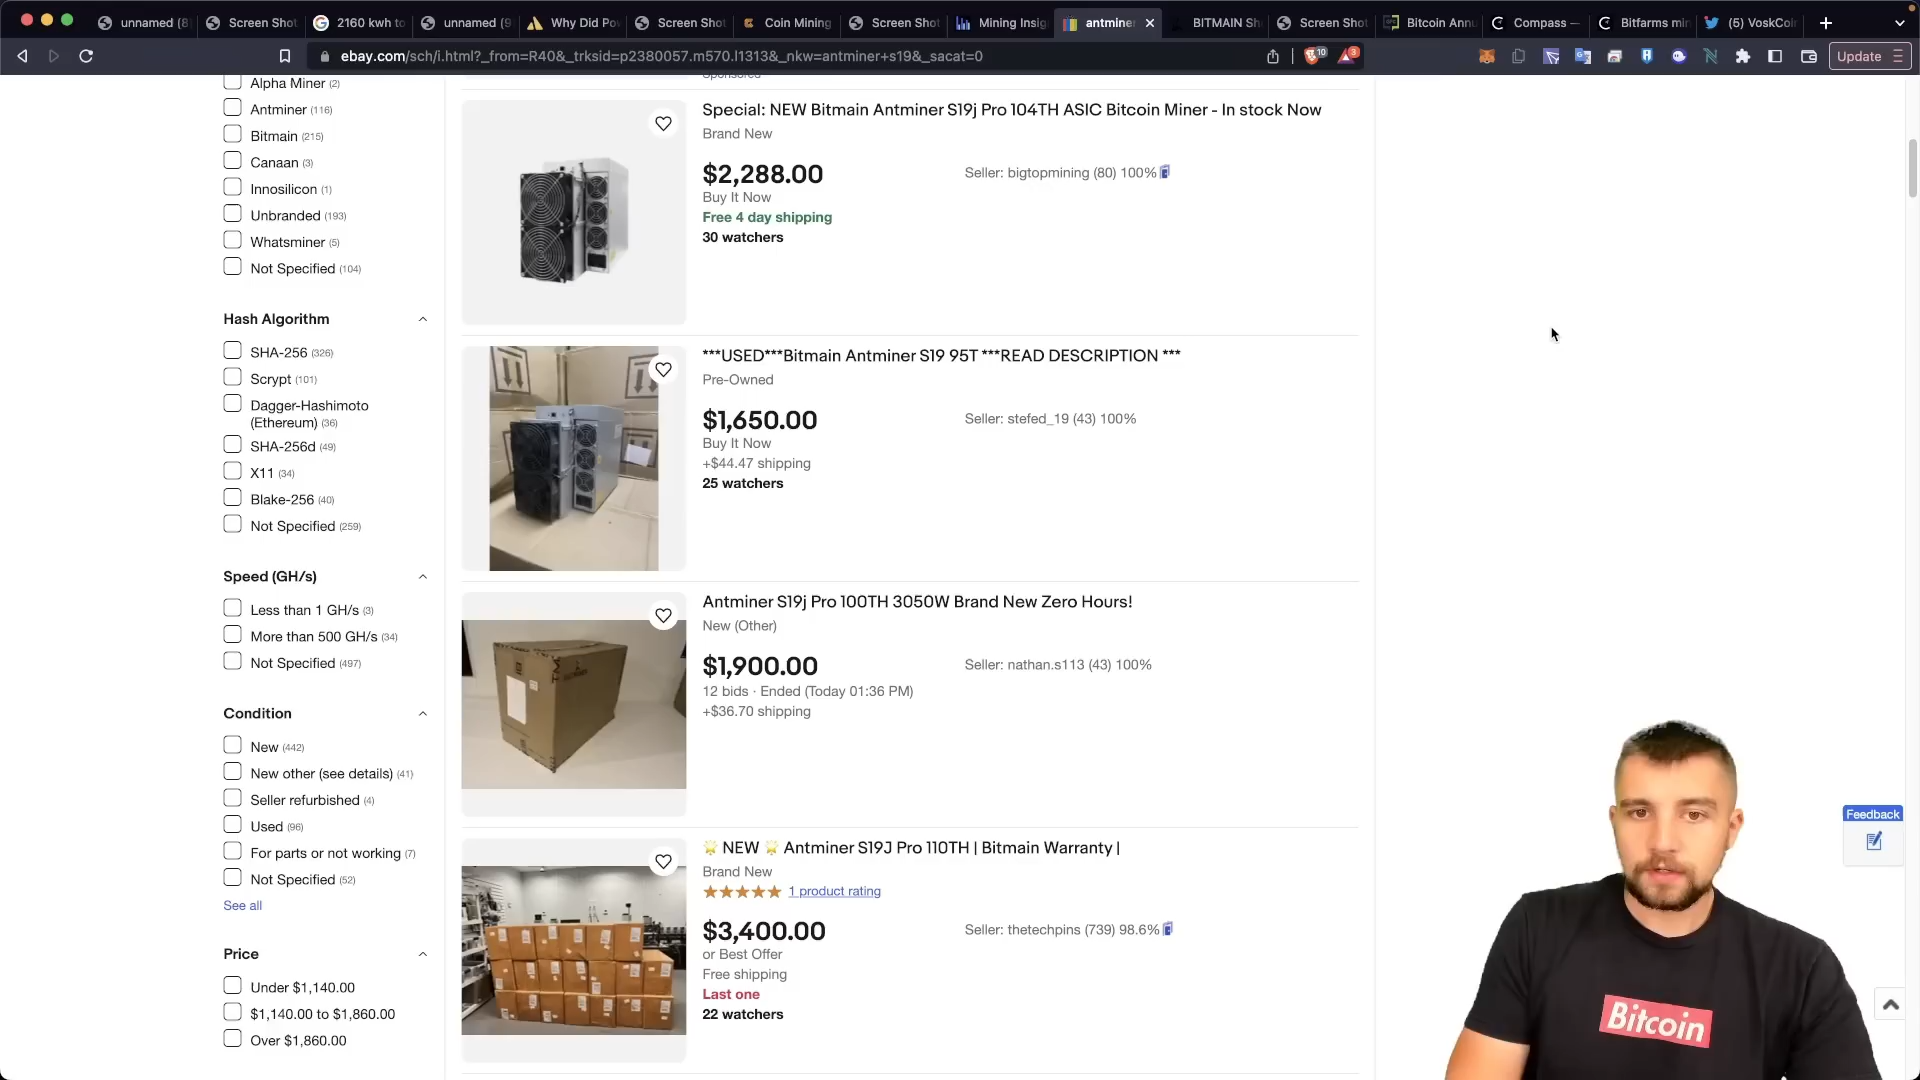 unnamed (8
Screen Shot
2160 kwh to
unnamed (9
Why Did Po
Screen Shot
Coin Mining
Screen Shot
Mining Insig
antminer
BITMAIN Sh
Screen Shot
Bitcoin Ann
Compass —
Bitfarms min
(5) VoskCoin
ebay.com/sch/i.html?_from=R40&_trksid=p2380057.m570.l1313&_nkw=antminer+s19&_sacat=0
10
3
Update
Alpha Miner (2)
Antminer (116)
Bitmain (215)
Canaan (3)
Innosilicon (1)
Unbranded (193)
Whatsminer (5)
Not Specified (104)
Hash Algorithm
SHA-256 (326)
Scrypt (101)
Dagger-Hashimoto
(Ethereum) (36)
SHA-256d (49)
X11 (34)
Blake-256 (40)
Not Specified (259)
Speed (GH/s)
Less than 1 GH/s (3)
More than 500 GH/s (34)
Not Specified (497)
Condition
New (442)
New other (see details) (41)
Seller refurbished (4)
Used (96)
For parts or not working (7)
Not Specified (52)
See all
Price
Under $1,140.00
$1,140.00 to $1,860.00
Over $1,860.00
Sponsored
Special: NEW Bitmain Antminer S19j Pro 104TH ASIC Bitcoin Miner - In stock Now
Brand New
$2,288.00
Seller: bigtopmining (80) 100%
Buy It Now
Free 4 day shipping
30 watchers
***USED***Bitmain Antminer S19 95T ***READ DESCRIPTION ***
Pre-Owned
$1,650.00
Seller: stefed_19 (43) 100%
Buy It Now
+$44.47 shipping
25 watchers
Antminer S19j Pro 100TH 3050W Brand New Zero Hours!
New (Other)
$1,900.00
Seller: nathan.s113 (43) 100%
12 bids · Ended (Today 01:36 PM)
+$36.70 shipping
🌟 NEW 🌟 Antminer S19J Pro 110TH | Bitmain Warranty |
Brand New
1 product rating
$3,400.00
Seller: thetechpins (739) 98.6%
or Best Offer
Free shipping
Last one
22 watchers
Feedback
Bitcoin